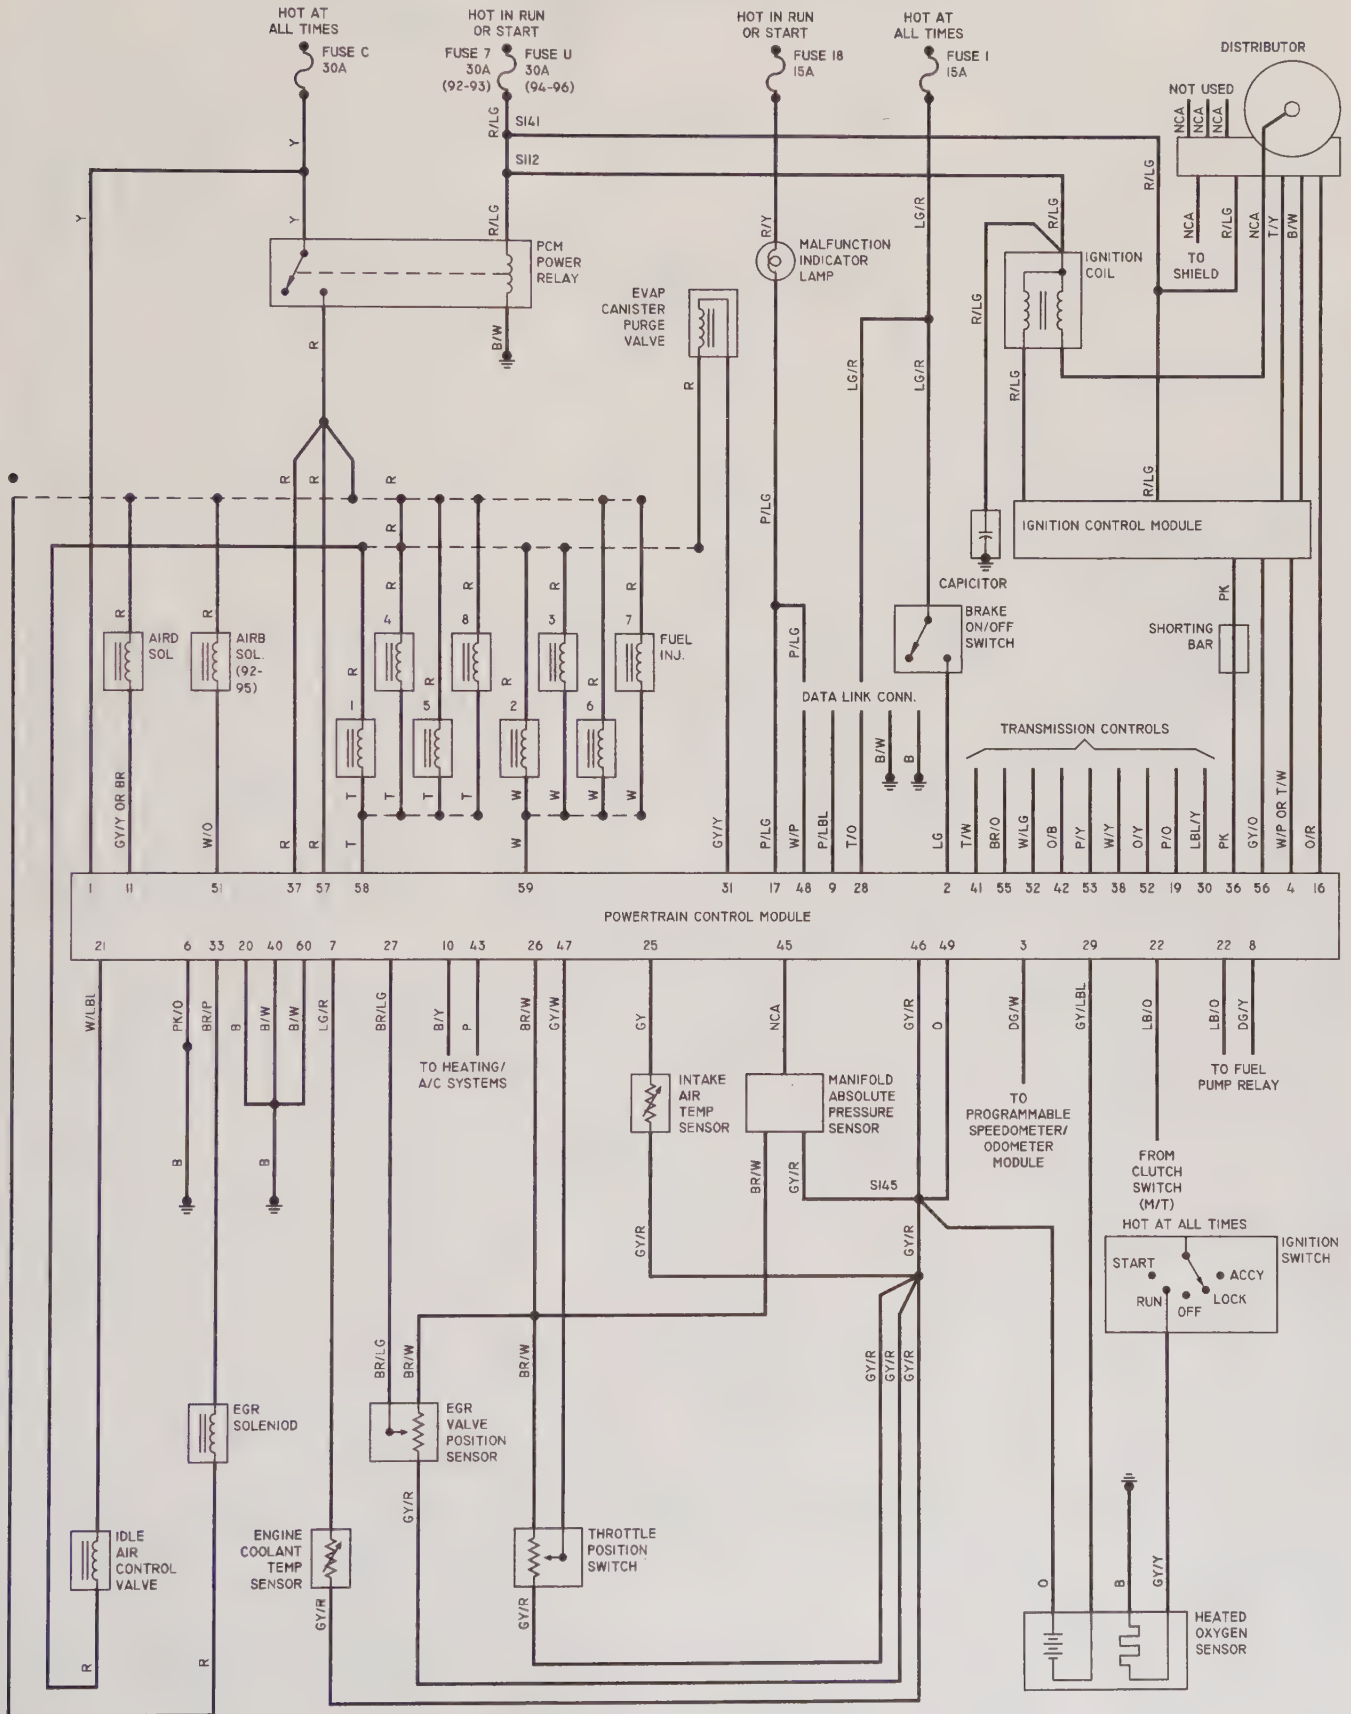 HOT AT
ALL TIMES
FUSE C
30A
HOT IN RUN
OR START
FUSE 7
30A
(92-93)
FUSE U
30A
(94-96)
HOT IN RUN
OR START
FUSE 18
15A
HOT AT
ALL TIMES
FUSE 1
15A
DISTRIBUTOR
NOT USED
NCA
NCA
NCA
Y
R/LG
S141
S112
R/LG
Y
Y
R/LG
R/Y
LG/R
R/LG
NCA
R/LG
NCA
T/Y
B/W
TO
SHIELD
PCM
POWER
RELAY
MALFUNCTION
INDICATOR
LAMP
IGNITION
COIL
EVAP
CANISTER
PURGE
VALVE
R
B/W
R
LG/R
LG/R
R/LG
R/LG
R/LG
R
R
R
P/LG
IGNITION CONTROL MODULE
CAPICITOR
R
R
R
R
R
R
R
R
AIRD
SOL
AIRB
SOL.
(92-
95)
4
8
3
7
FUEL
INJ.
P/LG
BRAKE
ON/OFF
SWITCH
PK
SHORTING
BAR
R
R
R
R
1
5
2
6
DATA LINK CONN.
TRANSMISSION CONTROLS
B/W
B
T
T
T
W
W
W
GY/Y OR BR
W/O
R
R
T
W
GY/Y
P/LG
W/P
P/LBL
T/O
LG
T/W
BR/O
W/LG
O/B
P/Y
W/Y
O/Y
P/O
LBL/Y
PK
GY/O
W/P OR T/W
O/R
1 11 51 37 57 58 59 31 17 48 9 28 2 41 55 32 42 53 38 52 19 30 36 56 4 16
POWERTRAIN CONTROL MODULE
21 6 33 20 40 60 7 27 10 43 26 47 25 45 46 49 3 29 22 22 8
W/LBL
PK/O
BR/P
B
B/W
B/W
LG/R
BR/LG
B/Y
P
BR/W
GY/W
GY
NCA
GY/R
O
DG/W
GY/LBL
LB/O
LB/O
DG/Y
TO HEATING/
A/C SYSTEMS
INTAKE
AIR
TEMP
SENSOR
MANIFOLD
ABSOLUTE
PRESSURE
SENSOR
TO
PROGRAMMABLE
SPEEDOMETER/
ODOMETER
MODULE
TO FUEL
PUMP RELAY
FROM
CLUTCH
SWITCH
(M/T)
B
B
BR/W
GY/R
S145
GY/R
GY/R
HOT AT ALL TIMES
IGNITION
SWITCH
START
ACCY
RUN
OFF
LOCK
BR/LG
BR/W
BR/W
GY/R
GY/R
GY/R
EGR
SOLENIOD
EGR
VALVE
POSITION
SENSOR
GY/R
IDLE
AIR
CONTROL
VALVE
ENGINE
COOLANT
TEMP
SENSOR
THROTTLE
POSITION
SWITCH
GY/R
GY/R
O
B
GY/Y
HEATED
OXYGEN
SENSOR
R
R